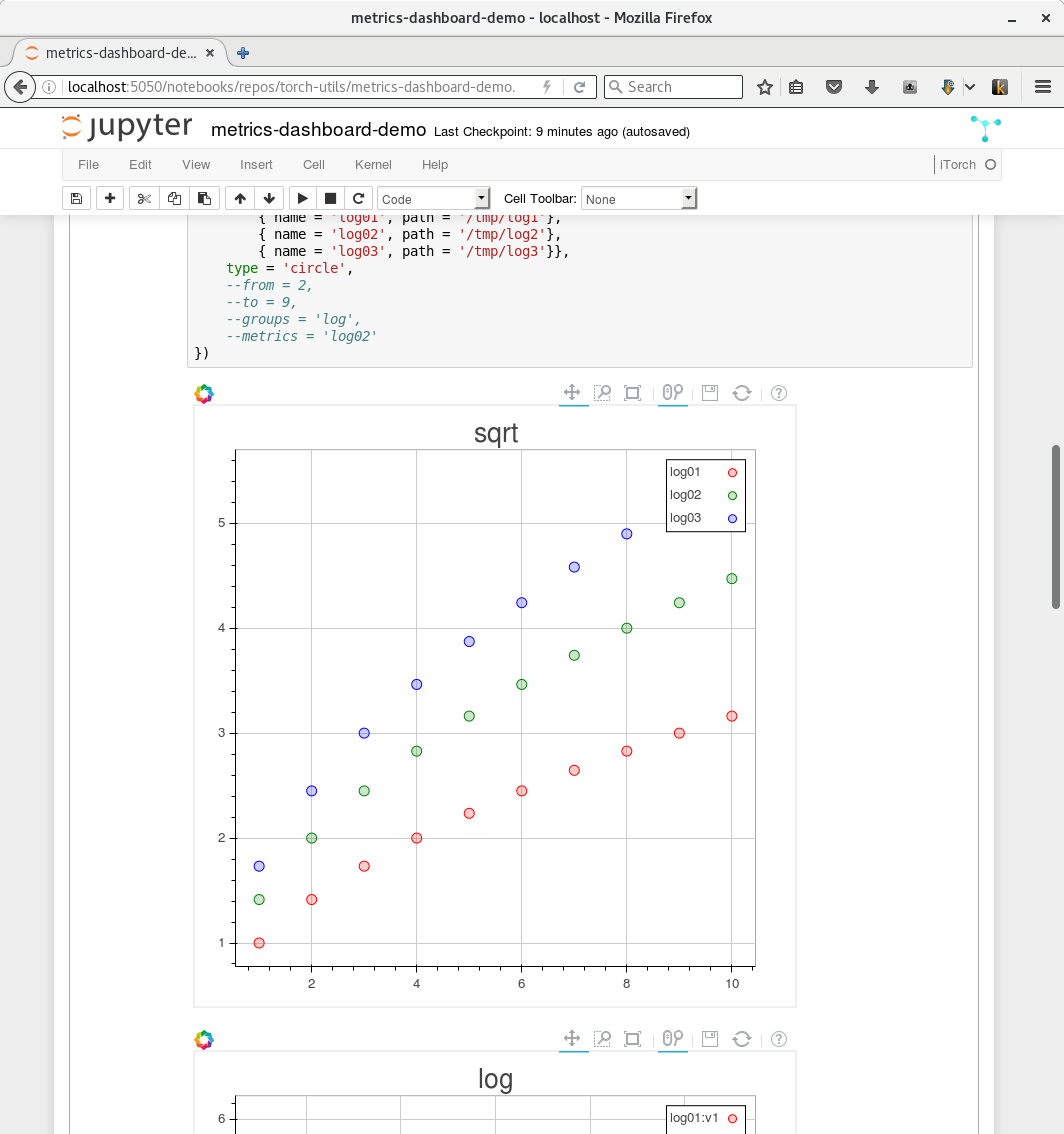 metrics-dashboard-demo - localhost - Mozilla Firefox
metrics-dashboard-de...
localhost:5050/notebooks/repos/torch-utils/metrics-dashboard-demo.
Search
jupyter metrics-dashboard-demo Last Checkpoint: 9 minutes ago (autosaved)
File Edit View Insert Cell Kernel Help iTorch
Code Cell Toolbar: None
{ name = 'log01', path = '/tmp/log1'},
{ name = 'log02', path = '/tmp/log2'},
{ name = 'log03', path = '/tmp/log3'}},
type = 'circle',
--from = 2,
--to = 9,
--groups = 'log',
--metrics = 'log02'
})
sqrt
log01
log02
log03
5
4
3
2
1
2 4 6 8 10
log
6
log01:v1